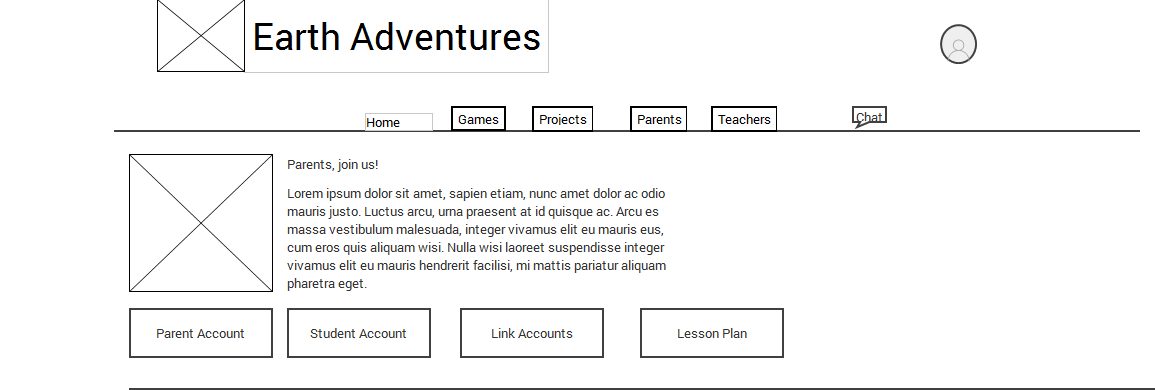 Earth Adventures
Home Games Projects Parents Teachers Chat
Parents, join us!
Lorem ipsum dolor sit amet, sapien etiam, nunc amet dolor ac odio
mauris justo. Luctus arcu, urna praesent at id quisque ac. Arcu es
massa vestibulum malesuada, integer vivamus elit eu mauris eus,
cum eros quis aliquam wisi. Nulla wisi laoreet suspendisse integer
vivamus elit eu mauris hendrerit facilisi, mi mattis pariatur aliquam
pharetra eget.
Parent Account Student Account Link Accounts Lesson Plan